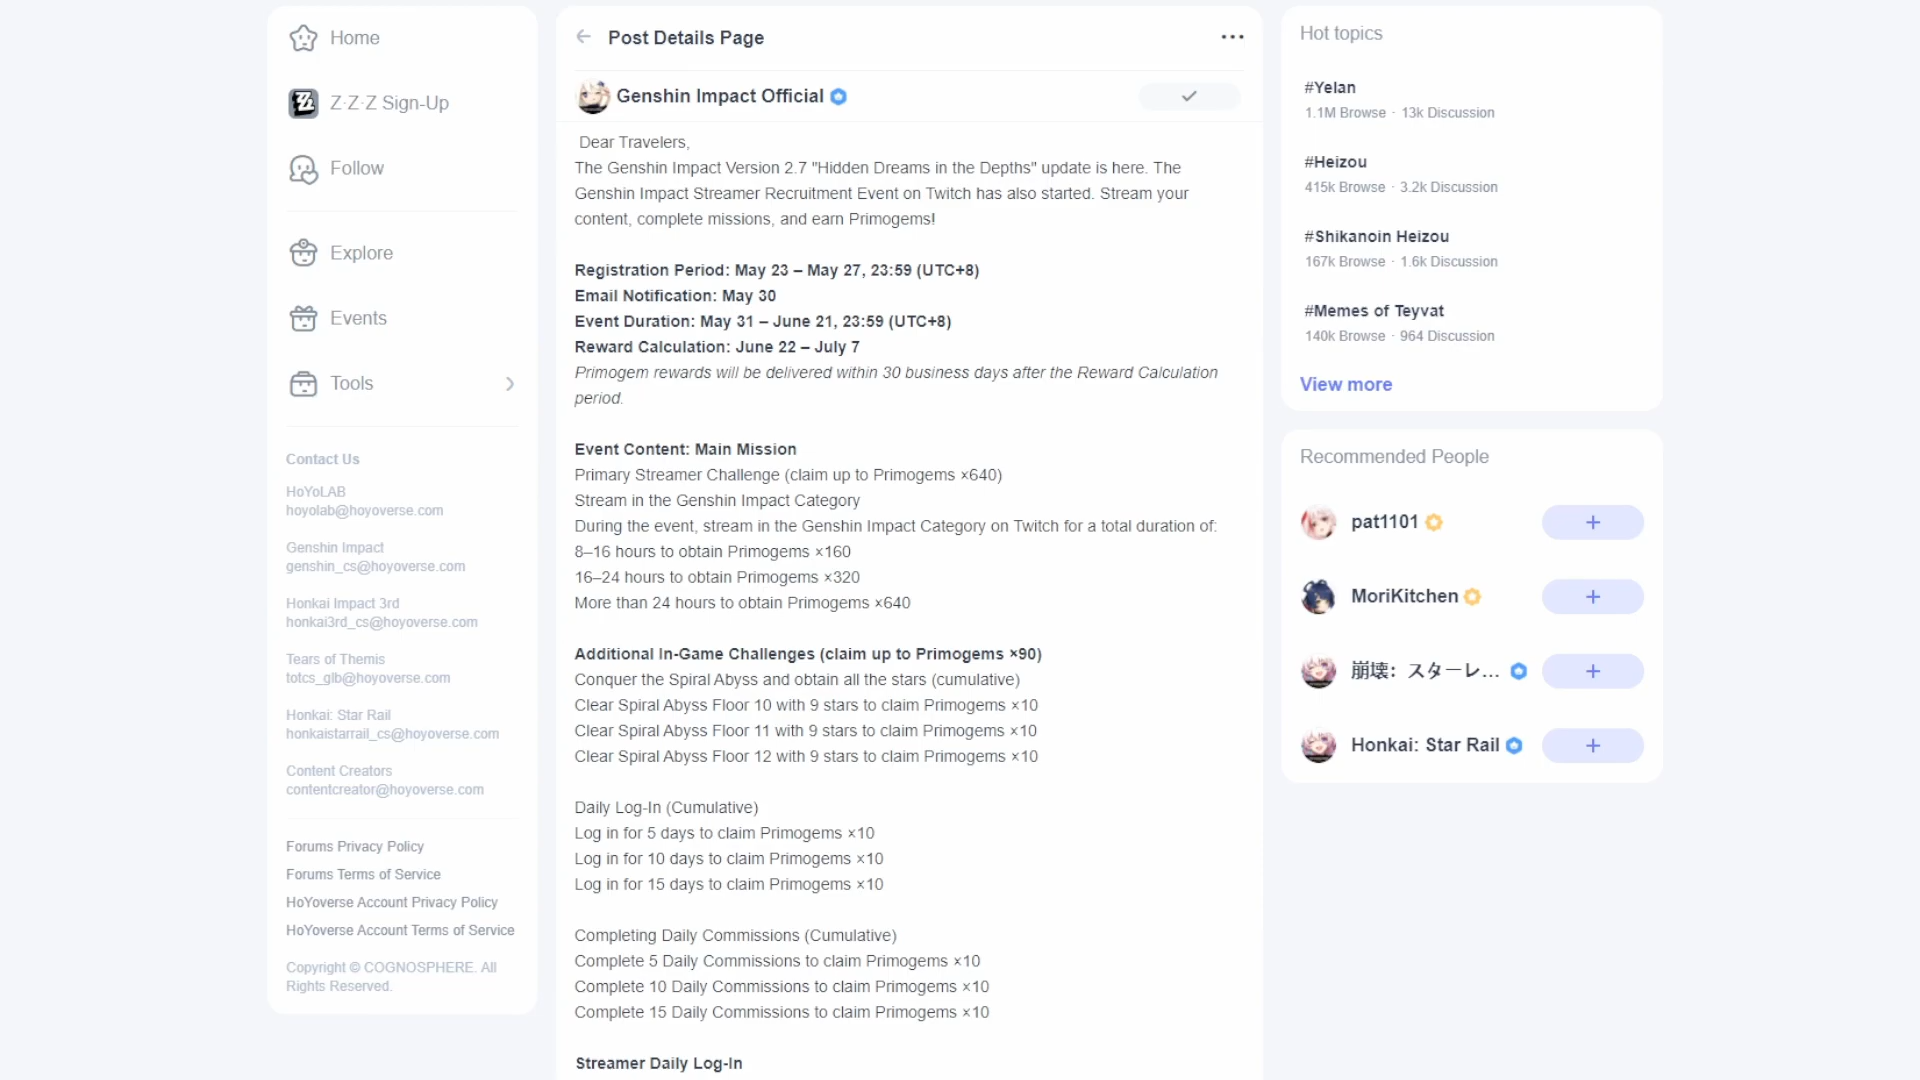 Home
Z·Z·Z Sign-Up
Follow
Explore
Events
Tools
Contact Us
HoYoLAB
hoyolab@hoyoverse.com
Genshin Impact
genshin_cs@hoyoverse.com
Honkai Impact 3rd
honkai3rd_cs@hoyoverse.com
Tears of Themis
totcs_glb@hoyoverse.com
Honkai: Star Rail
honkaistarrail_cs@hoyoverse.com
Content Creators
contentcreator@hoyoverse.com
Forums Privacy Policy
Forums Terms of Service
HoYoverse Account Privacy Policy
HoYoverse Account Terms of Service
Copyright © COGNOSPHERE. All
Rights Reserved.
Post Details Page
Genshin Impact Official
Dear Travelers,
The Genshin Impact Version 2.7 "Hidden Dreams in the Depths" update is here. The
Genshin Impact Streamer Recruitment Event on Twitch has also started. Stream your
content, complete missions, and earn Primogems!
Registration Period: May 23 – May 27, 23:59 (UTC+8)
Email Notification: May 30
Event Duration: May 31 – June 21, 23:59 (UTC+8)
Reward Calculation: June 22 – July 7
Primogem rewards will be delivered within 30 business days after the Reward Calculation
period.
Event Content: Main Mission
Primary Streamer Challenge (claim up to Primogems ×640)
Stream in the Genshin Impact Category
During the event, stream in the Genshin Impact Category on Twitch for a total duration of:
8–16 hours to obtain Primogems ×160
16–24 hours to obtain Primogems ×320
More than 24 hours to obtain Primogems ×640
Additional In-Game Challenges (claim up to Primogems ×90)
Conquer the Spiral Abyss and obtain all the stars (cumulative)
Clear Spiral Abyss Floor 10 with 9 stars to claim Primogems ×10
Clear Spiral Abyss Floor 11 with 9 stars to claim Primogems ×10
Clear Spiral Abyss Floor 12 with 9 stars to claim Primogems ×10
Daily Log-In (Cumulative)
Log in for 5 days to claim Primogems ×10
Log in for 10 days to claim Primogems ×10
Log in for 15 days to claim Primogems ×10
Completing Daily Commissions (Cumulative)
Complete 5 Daily Commissions to claim Primogems ×10
Complete 10 Daily Commissions to claim Primogems ×10
Complete 15 Daily Commissions to claim Primogems ×10
Streamer Daily Log-In
Hot topics
#Yelan
1.1M Browse · 13k Discussion
#Heizou
415k Browse · 3.2k Discussion
#Shikanoin Heizou
167k Browse · 1.6k Discussion
#Memes of Teyvat
140k Browse · 964 Discussion
View more
Recommended People
pat1101
MoriKitchen
崩壊：スターレ...
Honkai: Star Rail